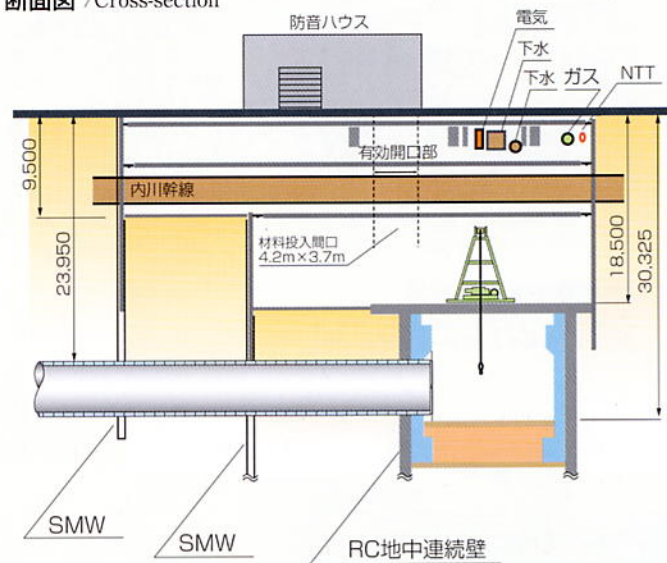 断面図 /Cross-section
防音ハウス
電気
下水
下水
ガス
NTT
有効開口部
内川幹線
材料投入開口
4.2m×3.7m
9.500
23.950
18.500
30.325
SMW
SMW
RC地中連続壁